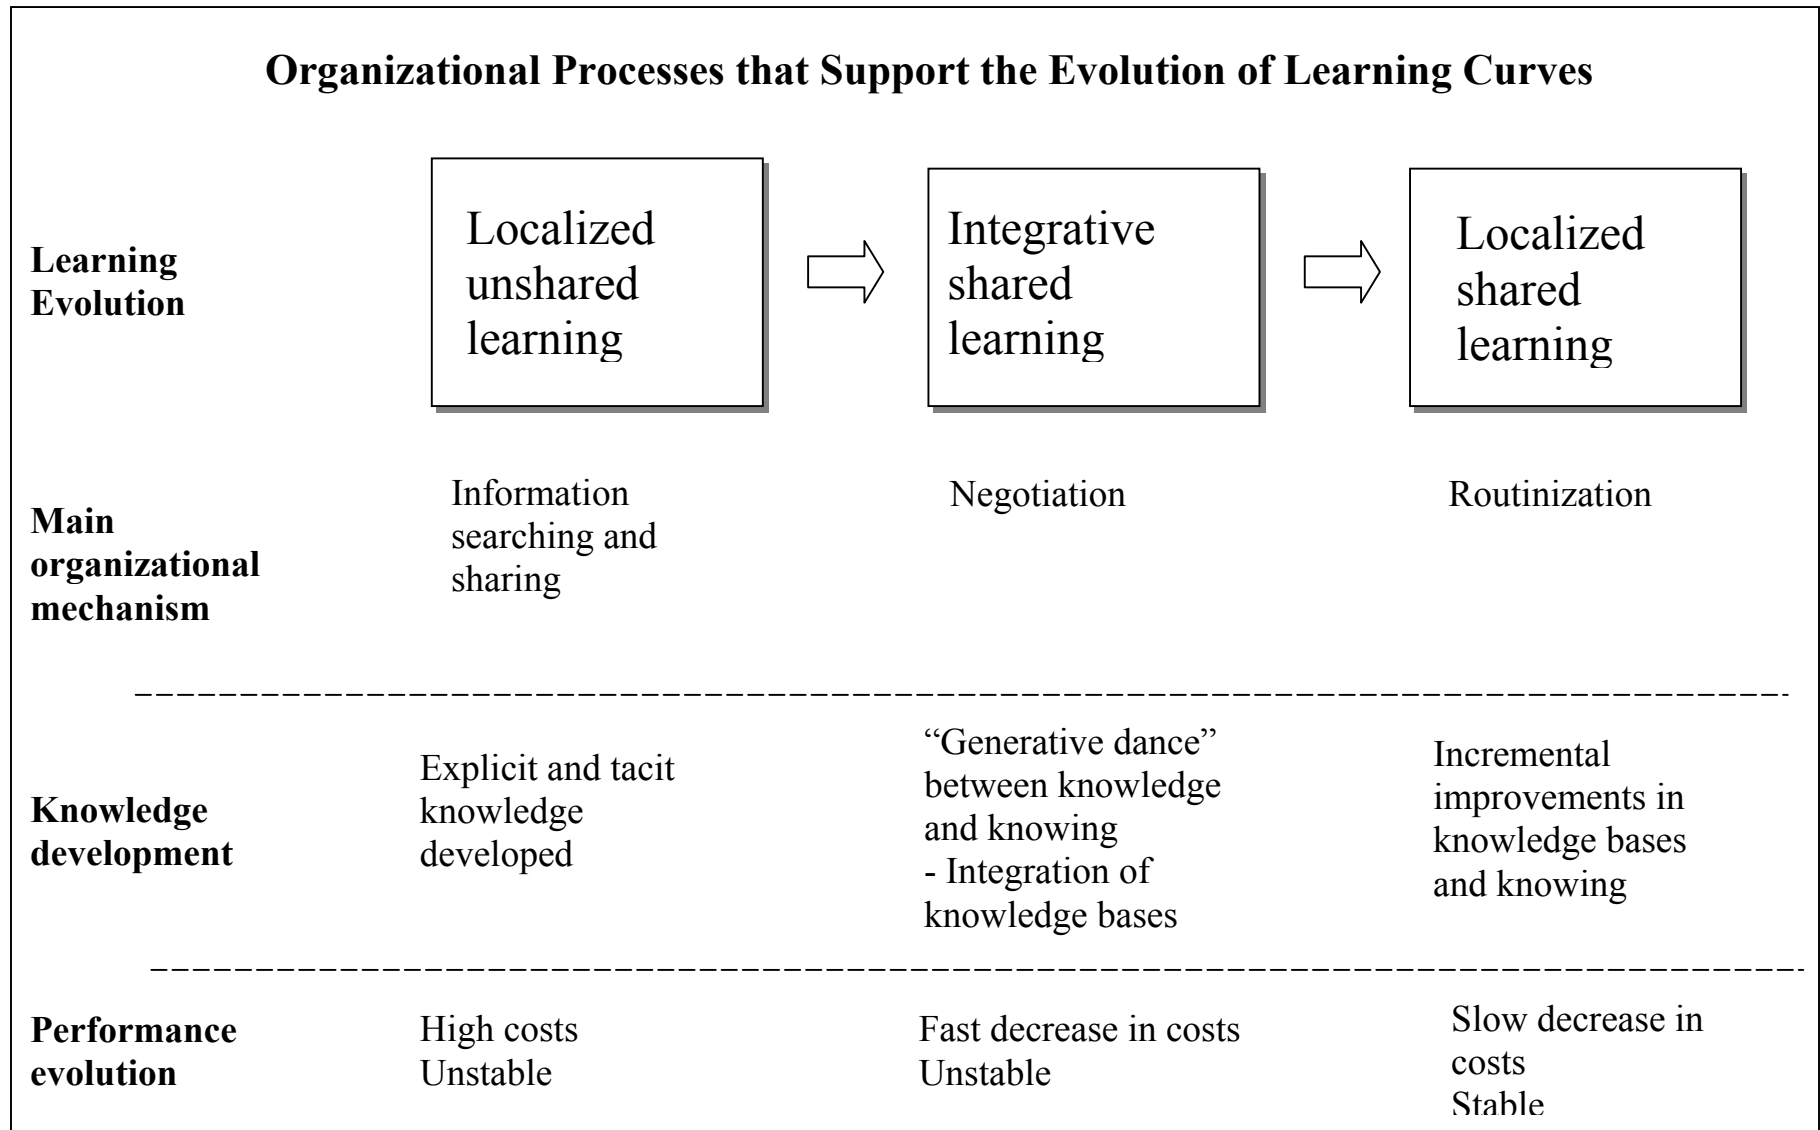 Organizational Processes that Support the Evolution of Learning Curves
Learning
Evolution
Localized
unshared
learning
Integrative
shared
learning
Localized
shared
learning
Main
organizational
mechanism
Information
searching and
sharing
Negotiation
Routinization
Knowledge
development
Explicit and tacit
knowledge
developed
“Generative dance”
between knowledge
and knowing
- Integration of
knowledge bases
Incremental
improvements in
knowledge bases
and knowing
Performance
evolution
High costs
Unstable
Fast decrease in costs
Unstable
Slow decrease in
costs
Stable